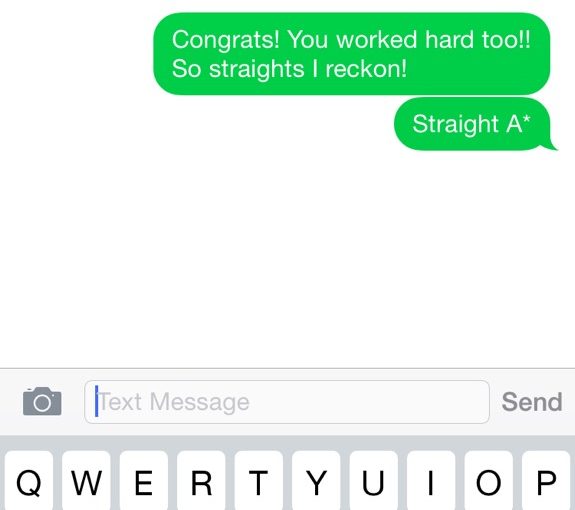 Congrats! You worked hard too!!
So straights I reckon!
Straight A*
Text Message
Send
Q W E R T Y U I O P